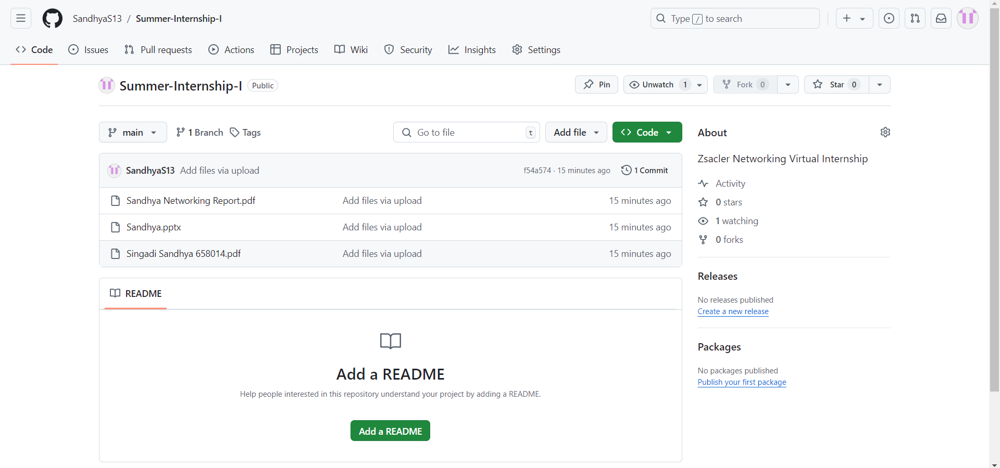 SandhyaS13 / Summer-Internship-I
Type / to search
Code Issues Pull requests Actions Projects Wiki Security Insights Settings
Summer-Internship-I Public
Pin Unwatch 1 Fork 0 Star 0
main 1 Branch Tags Go to file t Add file Code
SandhyaS13 Add files via upload f54a574 · 15 minutes ago 1 Commit
Sandhya Networking Report.pdf Add files via upload 15 minutes ago
Sandhya.pptx Add files via upload 15 minutes ago
Singadi Sandhya 658014.pdf Add files via upload 15 minutes ago
README
Add a README
Help people interested in this repository understand your project by adding a README.
Add a README
About
Zsacler Networking Virtual Internship
Activity
0 stars
1 watching
0 forks
Releases
No releases published
Create a new release
Packages
No packages published
Publish your first package